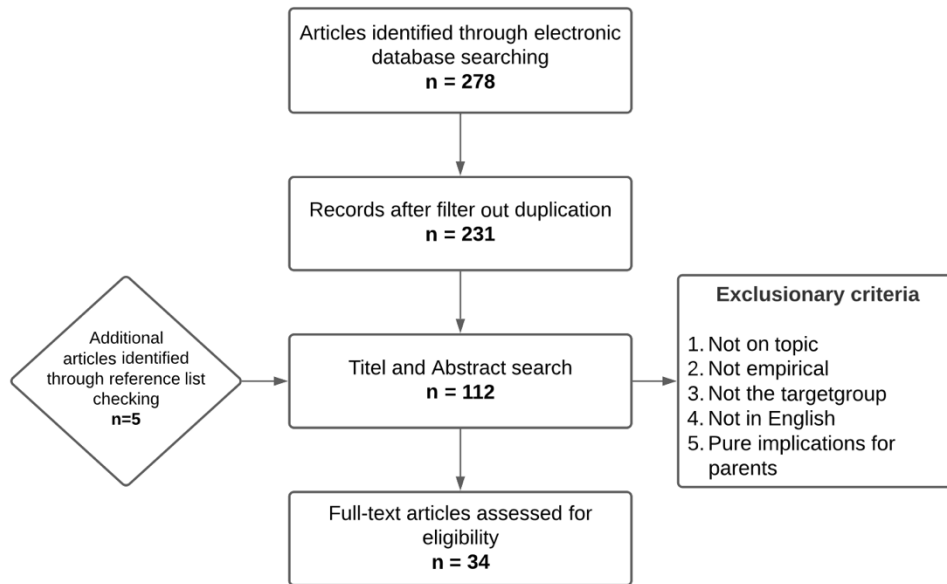 Articles identified through electronic
database searching
n = 278
Records after filter out duplication
n = 231
Additional
articles identified
through reference list
checking
n=5
Titel and Abstract search
n = 112
Exclusionary criteria
1. Not on topic
2. Not empirical
3. Not the targetgroup
4. Not in English
5. Pure implications for
parents
Full-text articles assessed for
eligibility
n = 34